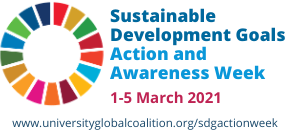 Sustainable
Development Goals
Action and
Awareness Week
1-5 March 2021
www.universityglobalcoalition.org/sdgactionweek